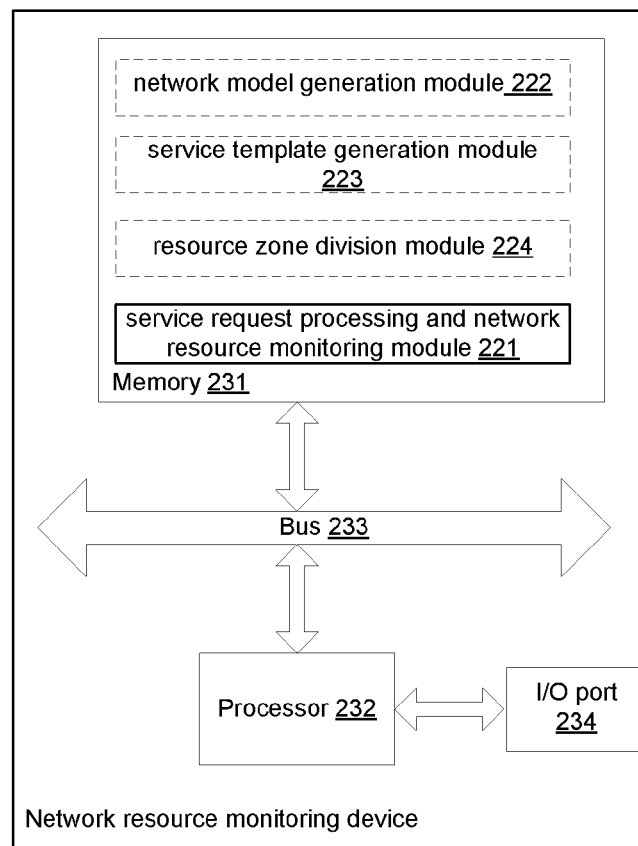 network model generation module 222
service template generation module
223
resource zone division module 224
service request processing and network
resource monitoring module 221
Memory 231
Bus 233
Processor 232
I/O port
234
Network resource monitoring device